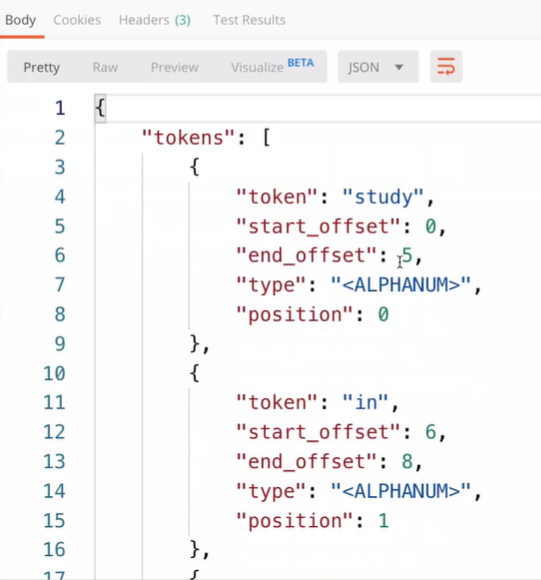 Body Cookies Headers (3) Test Results
Pretty Raw Preview Visualize BETA JSON
1 {
2 "tokens": [
3 {
4 "token": "study",
5 "start_offset": 0,
6 "end_offset": 5,
7 "type": "<ALPHANUM>",
8 "position": 0
9 },
10 {
11 "token": "in",
12 "start_offset": 6,
13 "end_offset": 8,
14 "type": "<ALPHANUM>",
15 "position": 1
16 },
17 {